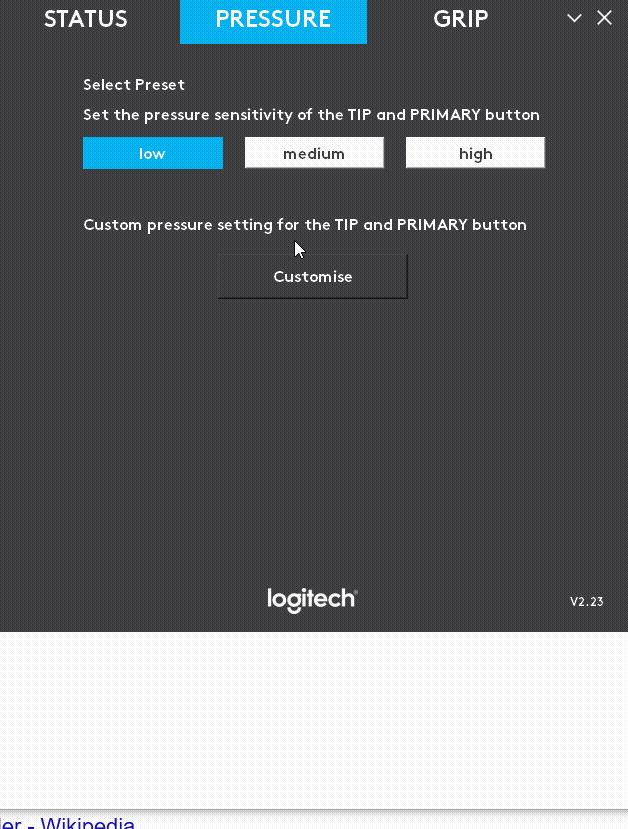 STATUS PRESSURE GRIP
Select Preset
Set the pressure sensitivity of the TIP and PRIMARY button
low medium high
Custom pressure setting for the TIP and PRIMARY button
Customise
logitech
V2.23
- Wikipedia